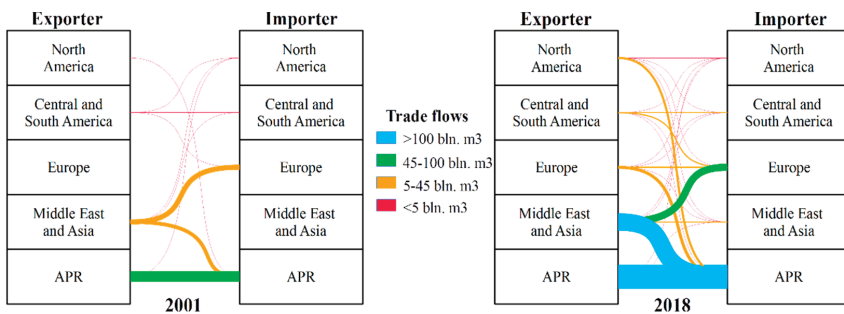 Exporter
Importer
North
America
Central and
South America
Europe
Middle East
and Asia
APR
North
America
Central and
South America
Europe
Middle East
and Asia
APR
2001
Trade flows
>100 bln. m3
45-100 bln. m3
5-45 bln. m3
<5 bln. m3
Exporter
Importer
North
America
Central and
South America
Europe
Middle East
and Asia
APR
North
America
Central and
South America
Europe
Middle East
and Asia
APR
2018